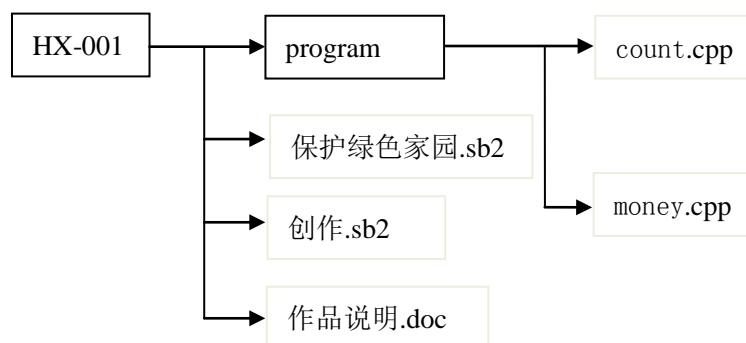 HX-001
program
count.cpp
保护绿色家园.sb2
money.cpp
创作.sb2
作品说明.doc